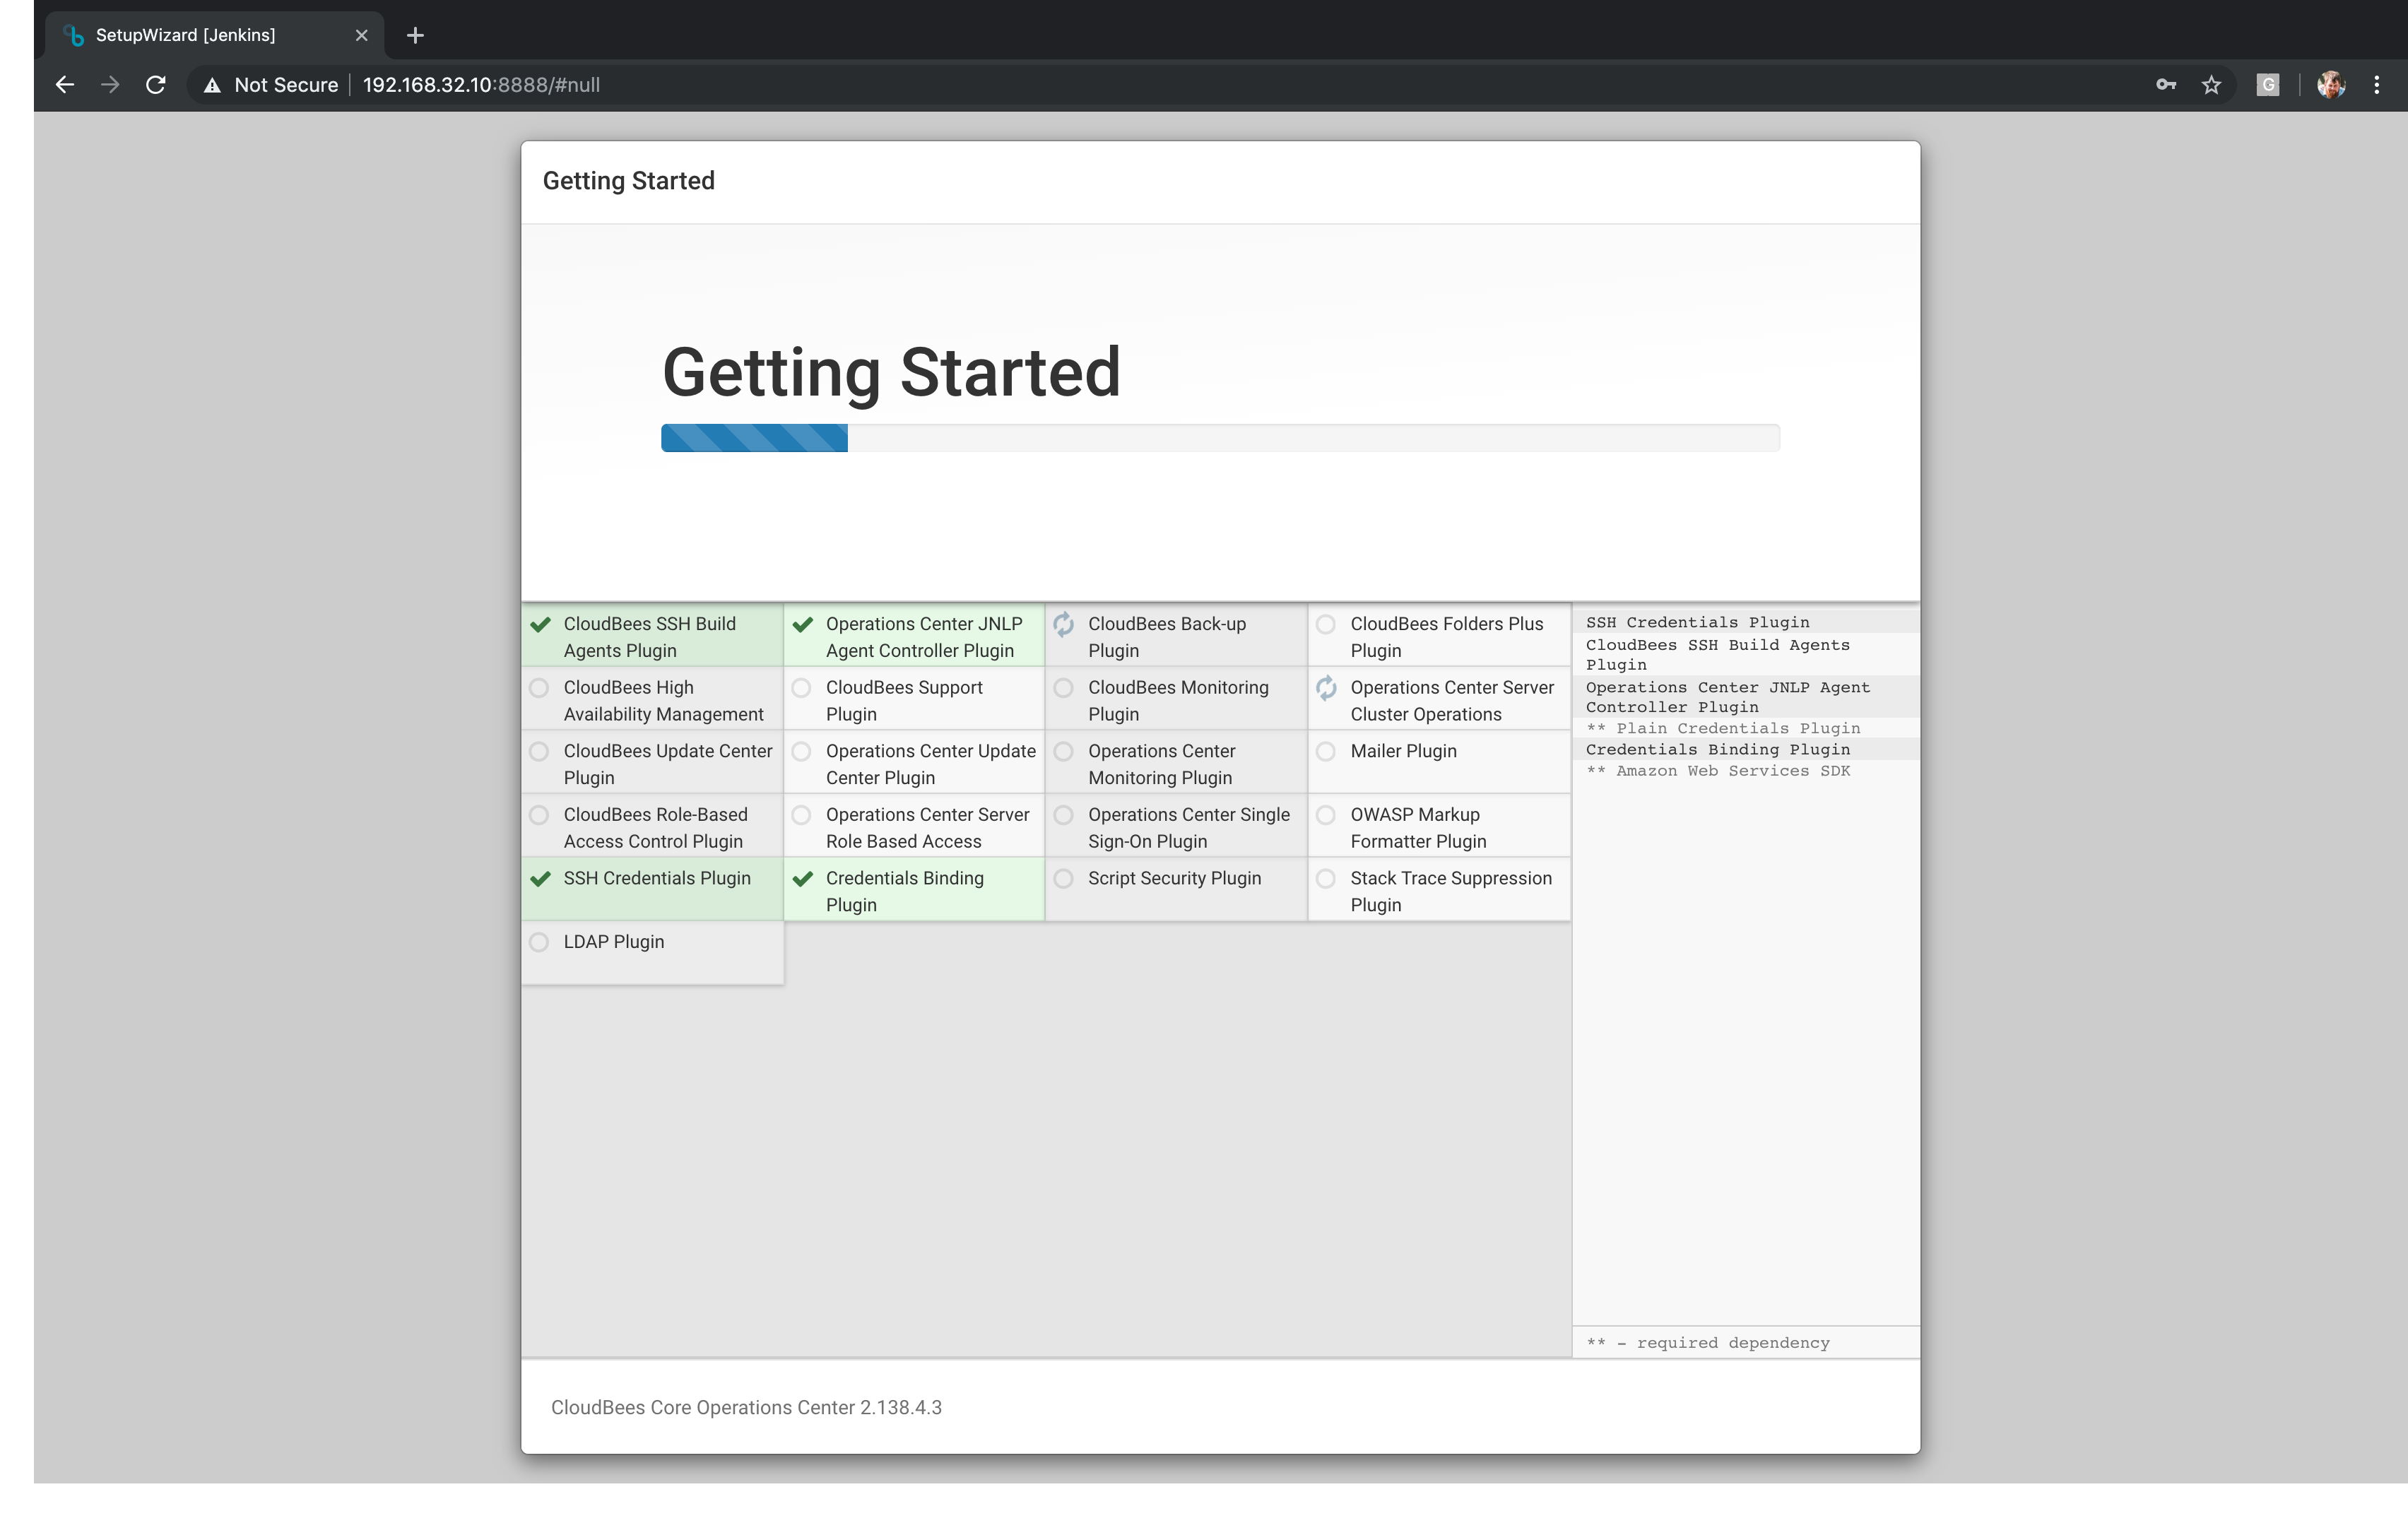 SetupWizard [Jenkins]
Not Secure
192.168.32.10:8888/#null
G
Getting Started
Getting Started
CloudBees SSH Build
Agents Plugin
Operations Center JNLP
Agent Controller Plugin
CloudBees Back-up
Plugin
CloudBees Folders Plus
Plugin
CloudBees High
Availability Management
CloudBees Support
Plugin
CloudBees Monitoring
Plugin
Operations Center Server
Cluster Operations
CloudBees Update Center
Plugin
Operations Center Update
Center Plugin
Operations Center
Monitoring Plugin
Mailer Plugin
CloudBees Role-Based
Access Control Plugin
Operations Center Server
Role Based Access
Operations Center Single
Sign-On Plugin
OWASP Markup
Formatter Plugin
SSH Credentials Plugin
Credentials Binding
Plugin
Script Security Plugin
Stack Trace Suppression
Plugin
LDAP Plugin
SSH Credentials Plugin
CloudBees SSH Build Agents
Plugin
Operations Center JNLP Agent
Controller Plugin
** Plain Credentials Plugin
Credentials Binding Plugin
** Amazon Web Services SDK
** - required dependency
CloudBees Core Operations Center 2.138.4.3